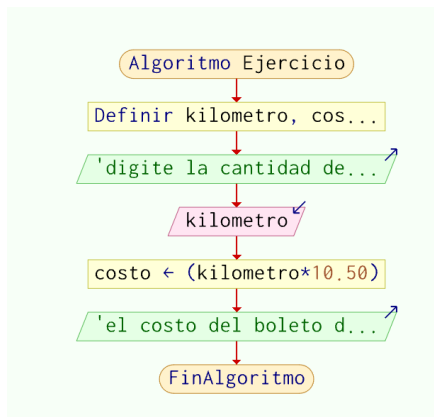 Algoritmo Ejercicio
Definir kilometro, cos...
'digite la cantidad de...
kilometro
costo ← (kilometro*10.50)
'el costo del boleto d...
FinAlgoritmo